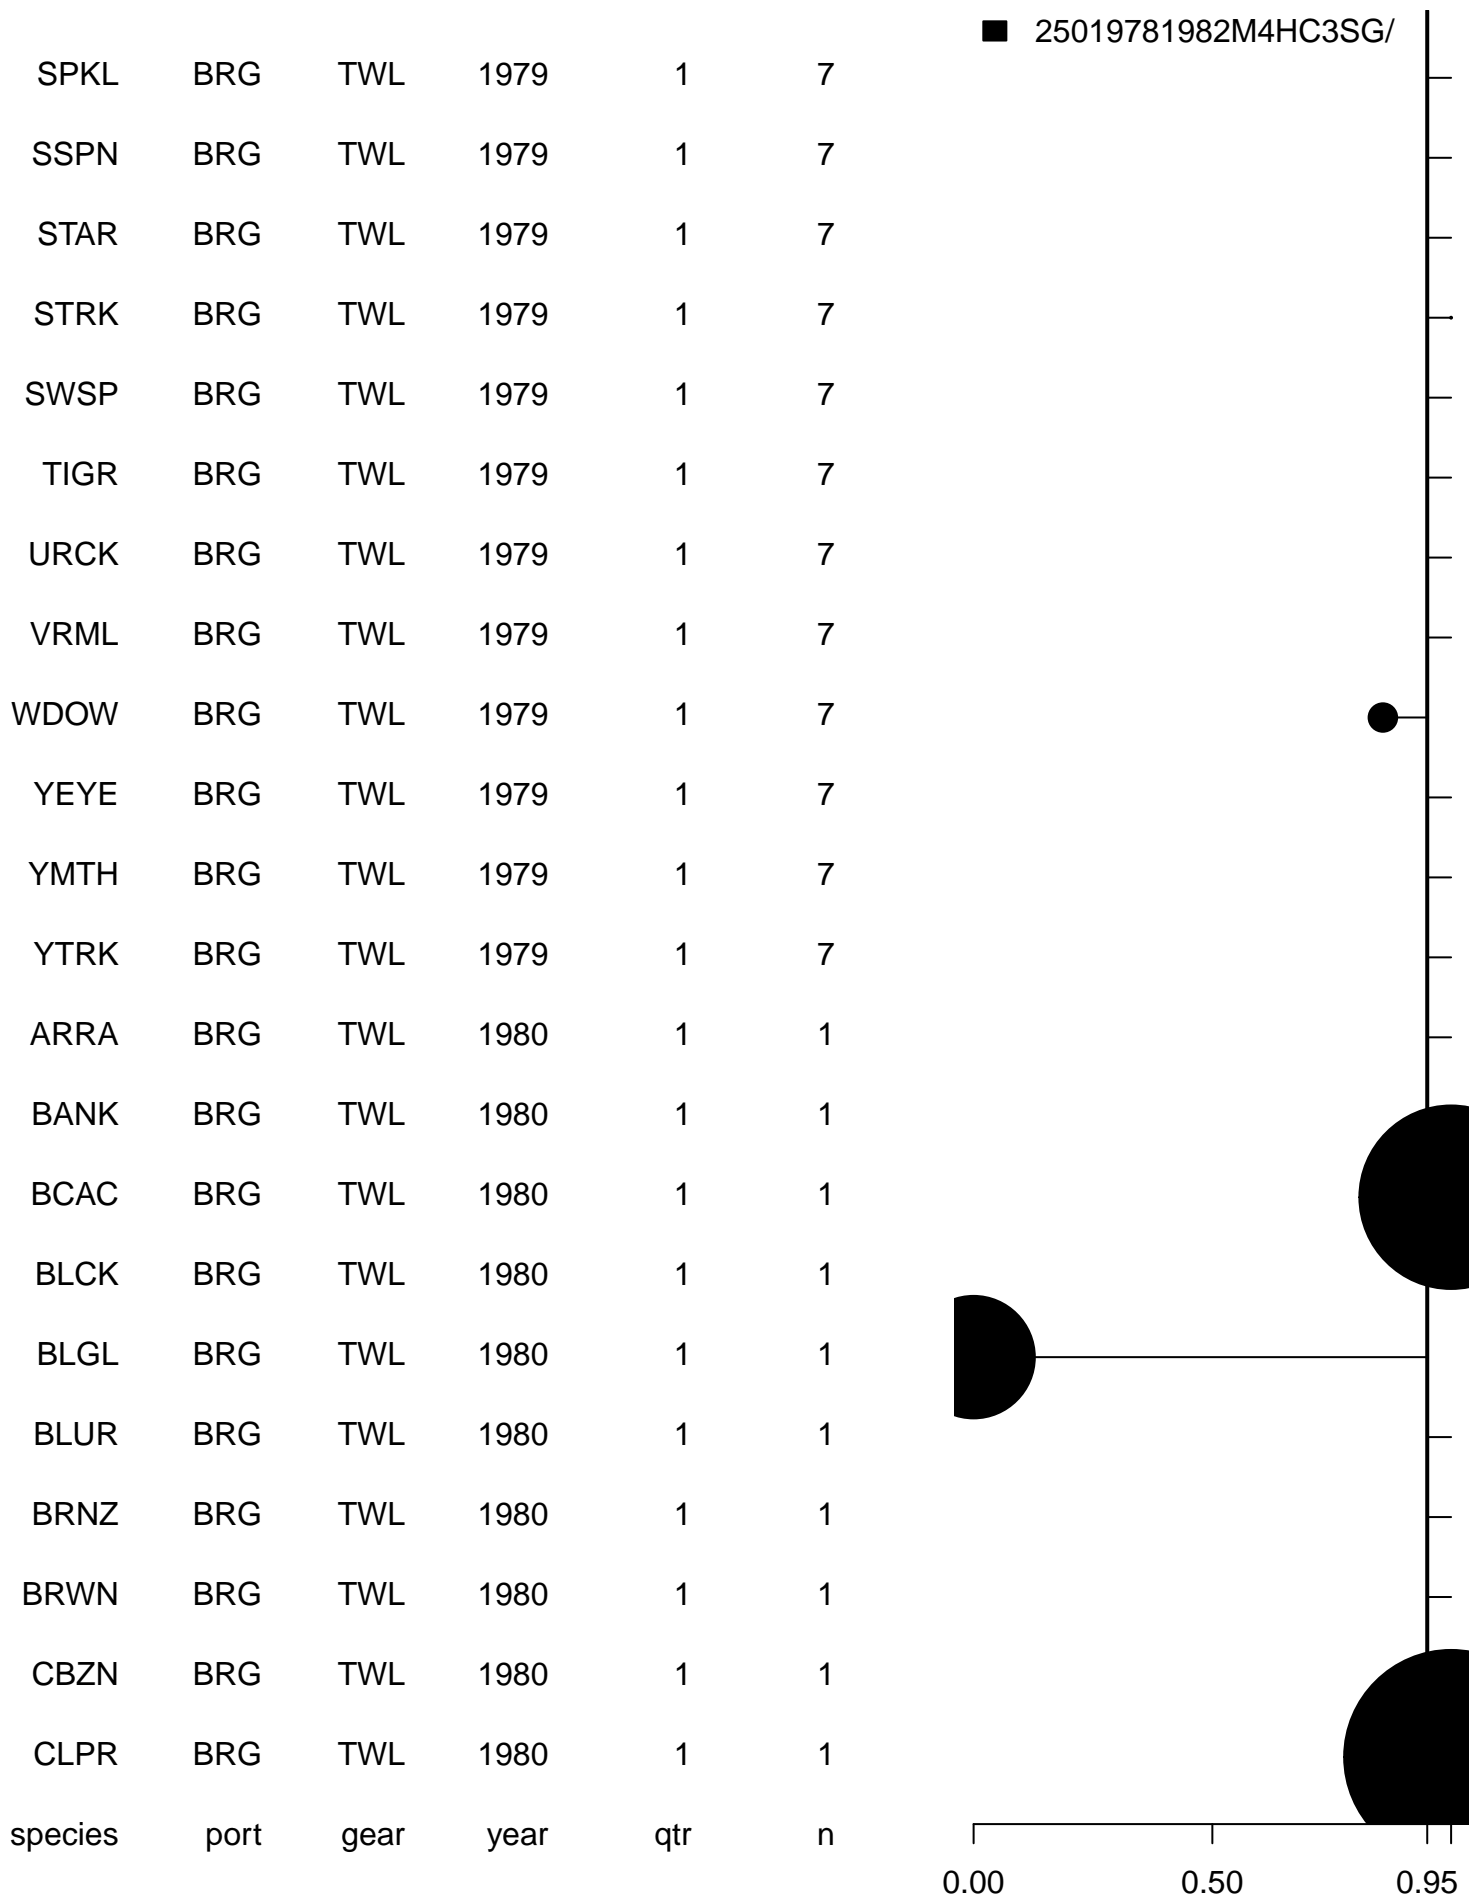 25019781982M4HC3SG/
SPKL BRG TWL 1979 1 7
SSPN BRG TWL 1979 1 7
STAR BRG TWL 1979 1 7
STRK BRG TWL 1979 1 7
SWSP BRG TWL 1979 1 7
TIGR BRG TWL 1979 1 7
URCK BRG TWL 1979 1 7
VRML BRG TWL 1979 1 7
WDOW BRG TWL 1979 1 7
YEYE BRG TWL 1979 1 7
YMTH BRG TWL 1979 1 7
YTRK BRG TWL 1979 1 7
ARRA BRG TWL 1980 1 1
BANK BRG TWL 1980 1 1
BCAC BRG TWL 1980 1 1
BLCK BRG TWL 1980 1 1
BLGL BRG TWL 1980 1 1
BLUR BRG TWL 1980 1 1
BRNZ BRG TWL 1980 1 1
BRWN BRG TWL 1980 1 1
CBZN BRG TWL 1980 1 1
CLPR BRG TWL 1980 1 1
species port gear year qtr n
0.00 0.50 0.95